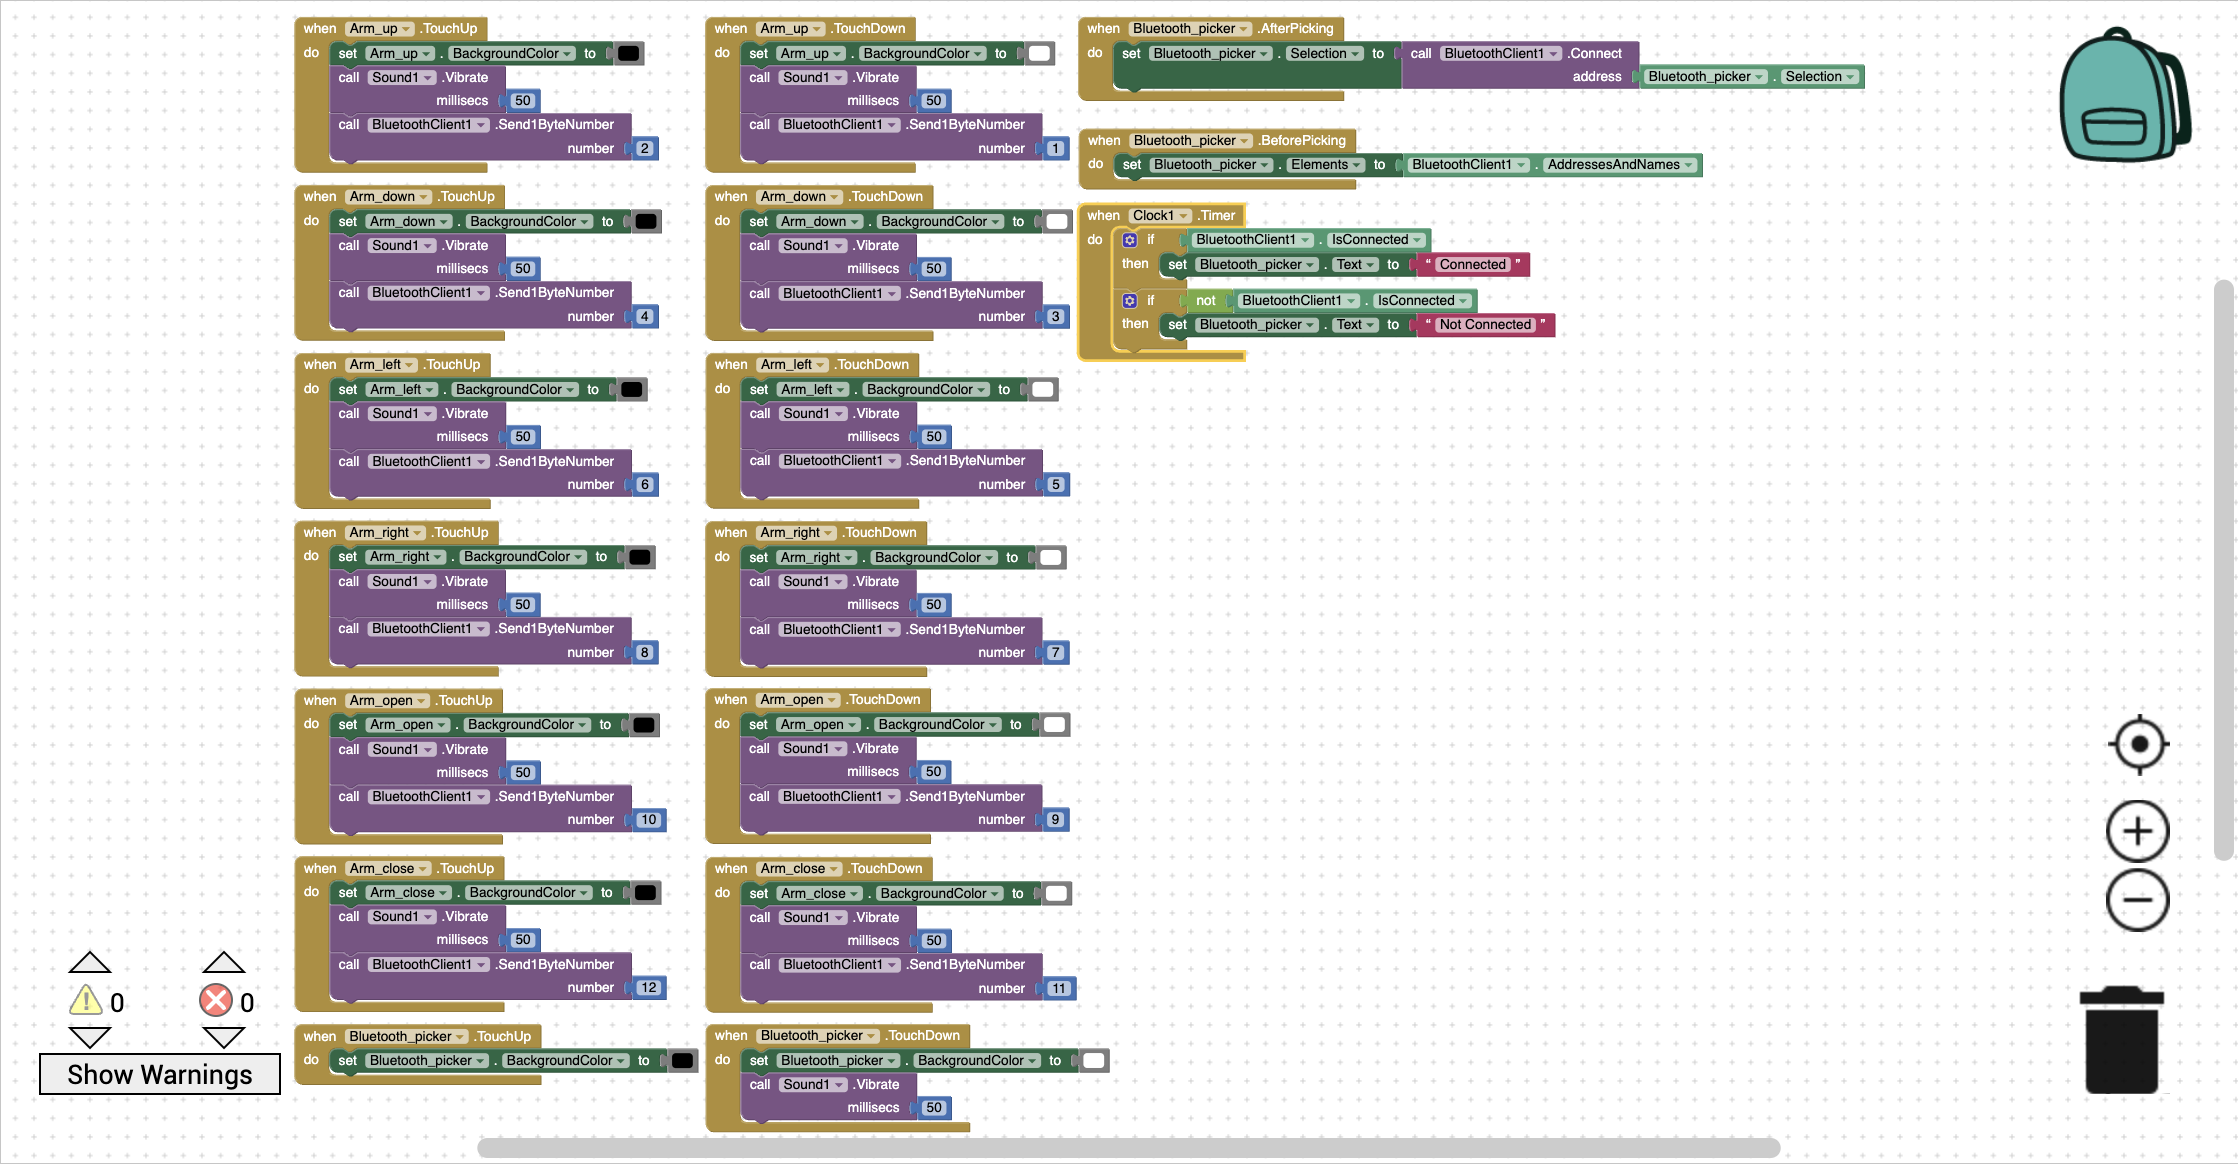 when Arm_up .TouchUp
do set Arm_up . BackgroundColor to
call Sound1 .Vibrate
millisecs 50
call BluetoothClient1 .Send1ByteNumber
number 2
when Arm_down .TouchUp
do set Arm_down . BackgroundColor to
call Sound1 .Vibrate
millisecs 50
call BluetoothClient1 .Send1ByteNumber
number 4
when Arm_left .TouchUp
do set Arm_left . BackgroundColor to
call Sound1 .Vibrate
millisecs 50
call BluetoothClient1 .Send1ByteNumber
number 6
when Arm_right .TouchUp
do set Arm_right . BackgroundColor to
call Sound1 .Vibrate
millisecs 50
call BluetoothClient1 .Send1ByteNumber
number 8
when Arm_open .TouchUp
do set Arm_open . BackgroundColor to
call Sound1 .Vibrate
millisecs 50
call BluetoothClient1 .Send1ByteNumber
number 10
when Arm_close .TouchUp
do set Arm_close . BackgroundColor to
call Sound1 .Vibrate
millisecs 50
call BluetoothClient1 .Send1ByteNumber
number 12
when Bluetooth_picker .TouchUp
do set Bluetooth_picker . BackgroundColor to
when Arm_up .TouchDown
do set Arm_up . BackgroundColor to
call Sound1 .Vibrate
millisecs 50
call BluetoothClient1 .Send1ByteNumber
number 1
when Arm_down .TouchDown
do set Arm_down . BackgroundColor to
call Sound1 .Vibrate
millisecs 50
call BluetoothClient1 .Send1ByteNumber
number 3
when Arm_left .TouchDown
do set Arm_left . BackgroundColor to
call Sound1 .Vibrate
millisecs 50
call BluetoothClient1 .Send1ByteNumber
number 5
when Arm_right .TouchDown
do set Arm_right . BackgroundColor to
call Sound1 .Vibrate
millisecs 50
call BluetoothClient1 .Send1ByteNumber
number 7
when Arm_open .TouchDown
do set Arm_open . BackgroundColor to
call Sound1 .Vibrate
millisecs 50
call BluetoothClient1 .Send1ByteNumber
number 9
when Arm_close .TouchDown
do set Arm_close . BackgroundColor to
call Sound1 .Vibrate
millisecs 50
call BluetoothClient1 .Send1ByteNumber
number 11
when Bluetooth_picker .TouchDown
do set Bluetooth_picker . BackgroundColor to
call Sound1 .Vibrate
millisecs 50
when Bluetooth_picker .AfterPicking
do set Bluetooth_picker . Selection to call BluetoothClient1 .Connect
address Bluetooth_picker . Selection
when Bluetooth_picker .BeforePicking
do set Bluetooth_picker . Elements to BluetoothClient1 . AddressesAndNames
when Clock1 .Timer
do if BluetoothClient1 . IsConnected
then set Bluetooth_picker . Text to “ Connected ”
if not BluetoothClient1 . IsConnected
then set Bluetooth_picker . Text to “ Not Connected ”
0 0
Show Warnings